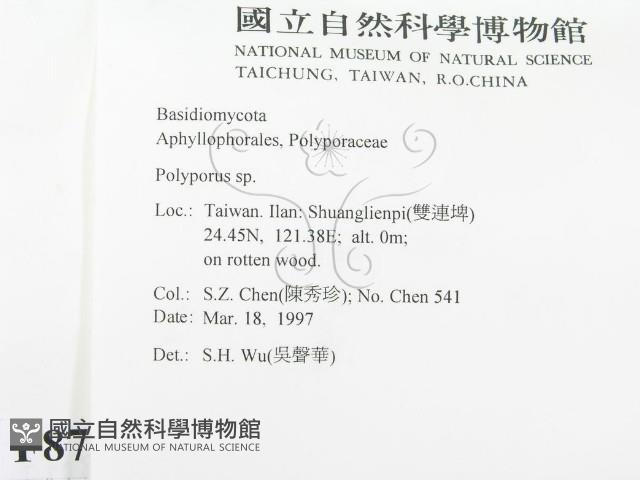 國立自然科學博物館
NATIONAL MUSEUM OF NATURAL SCIENCE
TAICHUNG, TAIWAN, R.O.CHINA
Basidiomycota
Aphyllophorales, Polyporaceae
Polyporus sp.
Loc.: Taiwan. Ilan: Shuanglienpi(雙連埤)
24.45N, 121.38E; alt. 0m;
on rotten wood.
Col.: S.Z. Chen(陳秀珍); No. Chen 541
Date: Mar. 18, 1997
Det.: S.H. Wu(吳聲華)
國立自然科學博物館
NATIONAL MUSEUM OF NATURAL SCIENCE